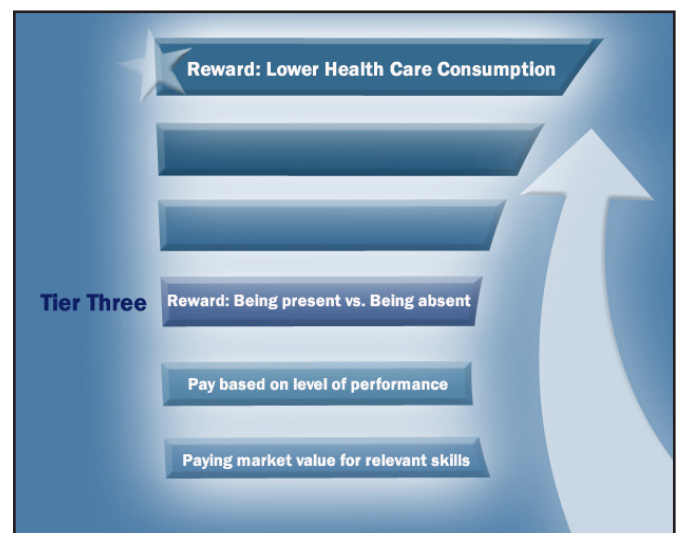 Reward: Lower Health Care Consumption
Tier Three
Reward: Being present vs. Being absent
Pay based on level of performance
Paying market value for relevant skills